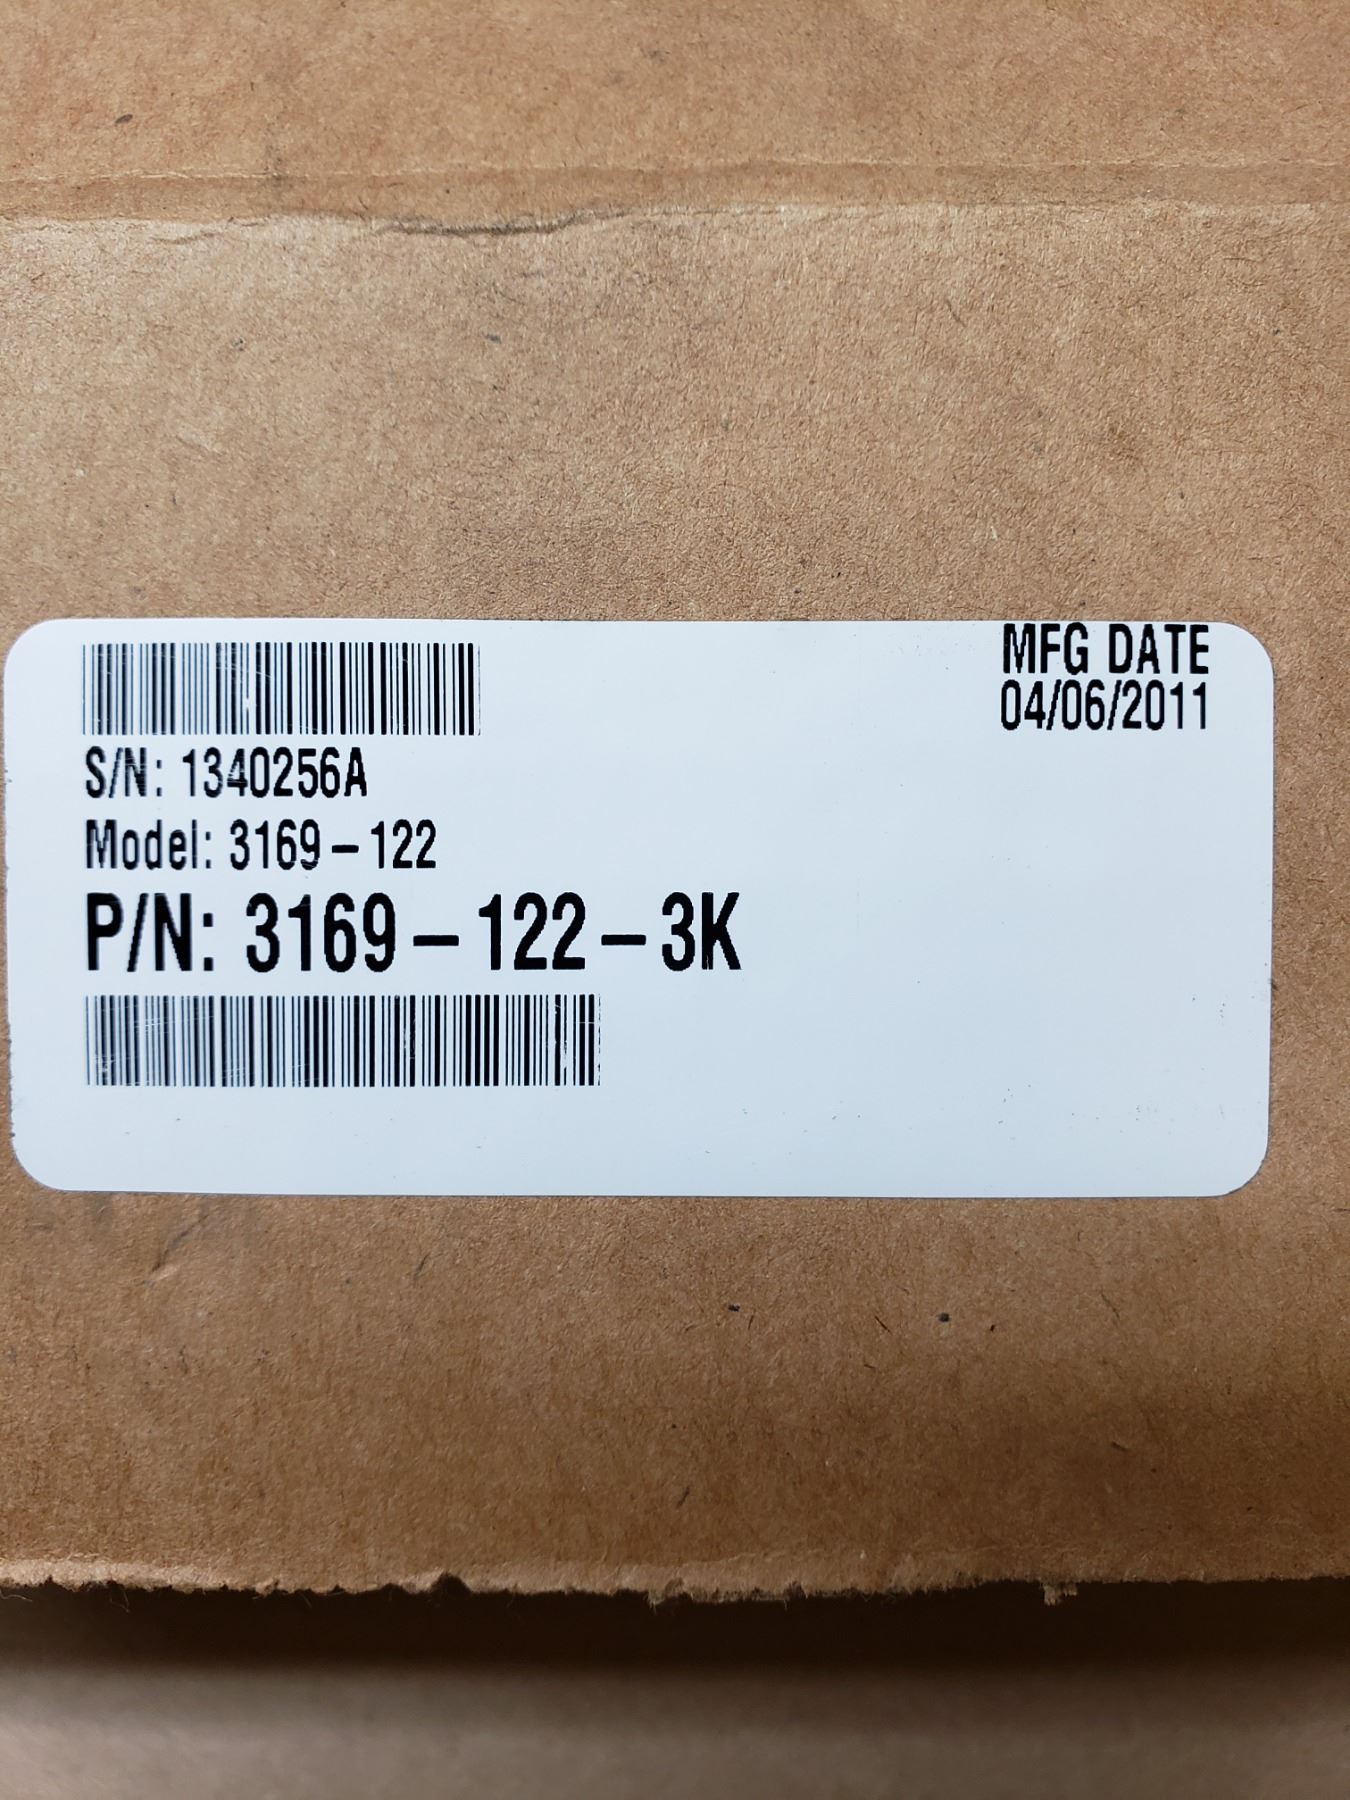 MFG DATE
04/06/2011
S/N: 1340256A
Model: 3169-122
P/N: 3169-122-3K